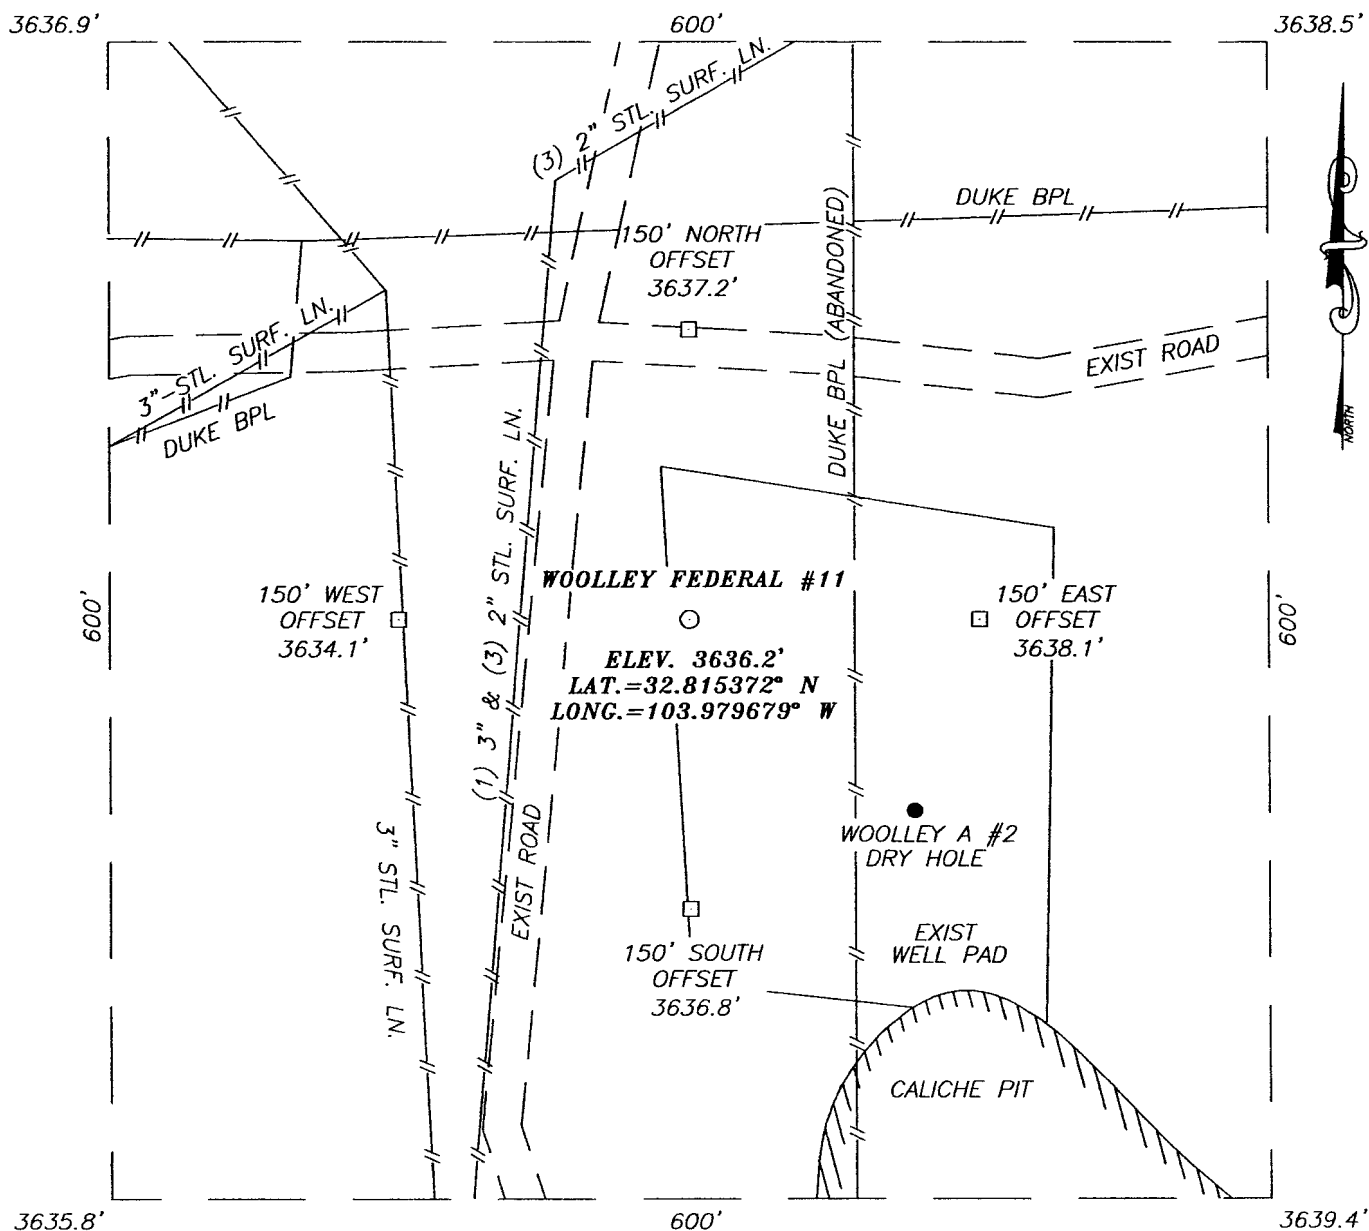 3636.9'
600'
3638.5'
(3) 2" STL. SURF. LN.
DUKE BPL
150' NORTH
OFFSET
3637.2'
DUKE BPL (ABANDONED)
3"-STL. SURF. LN.
EXIST ROAD
DUKE BPL
NORTH
(1) 3" & (3) 2" STL. SURF. LN.
WOOLLEY FEDERAL #11
150' WEST
OFFSET
3634.1'
150' EAST
OFFSET
3638.1'
600'
600'
ELEV. 3636.2'
LAT.=32.815372° N
LONG.=103.979679° W
WOOLLEY A #2
DRY HOLE
3" STL. SURF. LN.
EXIST ROAD
EXIST
WELL PAD
150' SOUTH
OFFSET
3636.8'
CALICHE PIT
3635.8'
600'
3639.4'